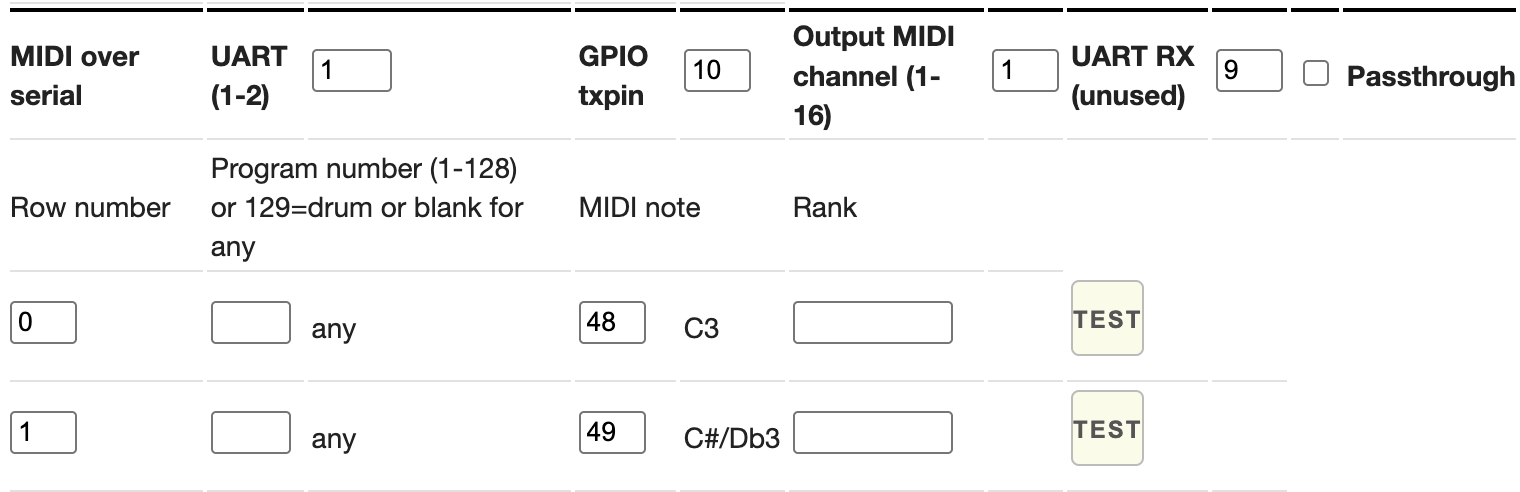 MIDI over serial
UART (1-2)
1
GPIO txpin
10
Output MIDI channel (1-16)
1
UART RX (unused)
9
Passthrough
Row number
Program number (1-128) or 129=drum or blank for any
MIDI note
Rank
0
any
48
C3
TEST
1
any
49
C#/Db3
TEST